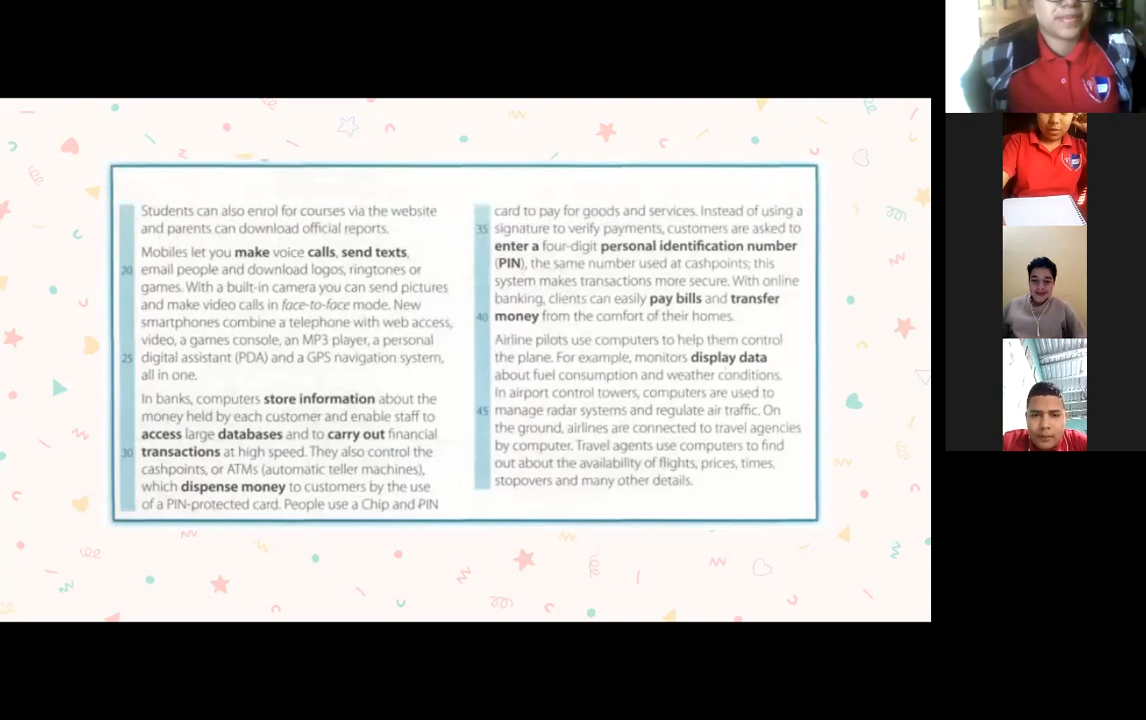 Students can also enrol for courses via the website
and parents can download official reports.
Mobiles let you make voice calls, send texts,
20 email people and download logos, ringtones or
games. With a built-in camera you can send pictures
and make video calls in face-to-face mode. New
smartphones combine a telephone with web access,
video, a games console, an MP3 player, a personal
25 digital assistant (PDA) and a GPS navigation system,
all in one.
In banks, computers store information about the
money held by each customer and enable staff to
access large databases and to carry out financial
30 transactions at high speed. They also control the
cashpoints, or ATMs (automatic teller machines),
which dispense money to customers by the use
of a PIN-protected card. People use a Chip and PIN
card to pay for goods and services. Instead of using a
35 signature to verify payments, customers are asked to
enter a four-digit personal identification number
(PIN), the same number used at cashpoints; this
system makes transactions more secure. With online
banking, clients can easily pay bills and transfer
40 money from the comfort of their homes.
Airline pilots use computers to help them control
the plane. For example, monitors display data
about fuel consumption and weather conditions.
In airport control towers, computers are used to
45 manage radar systems and regulate air traffic. On
the ground, airlines are connected to travel agencies
by computer. Travel agents use computers to find
out about the availability of flights, prices, times,
stopovers and many other details.